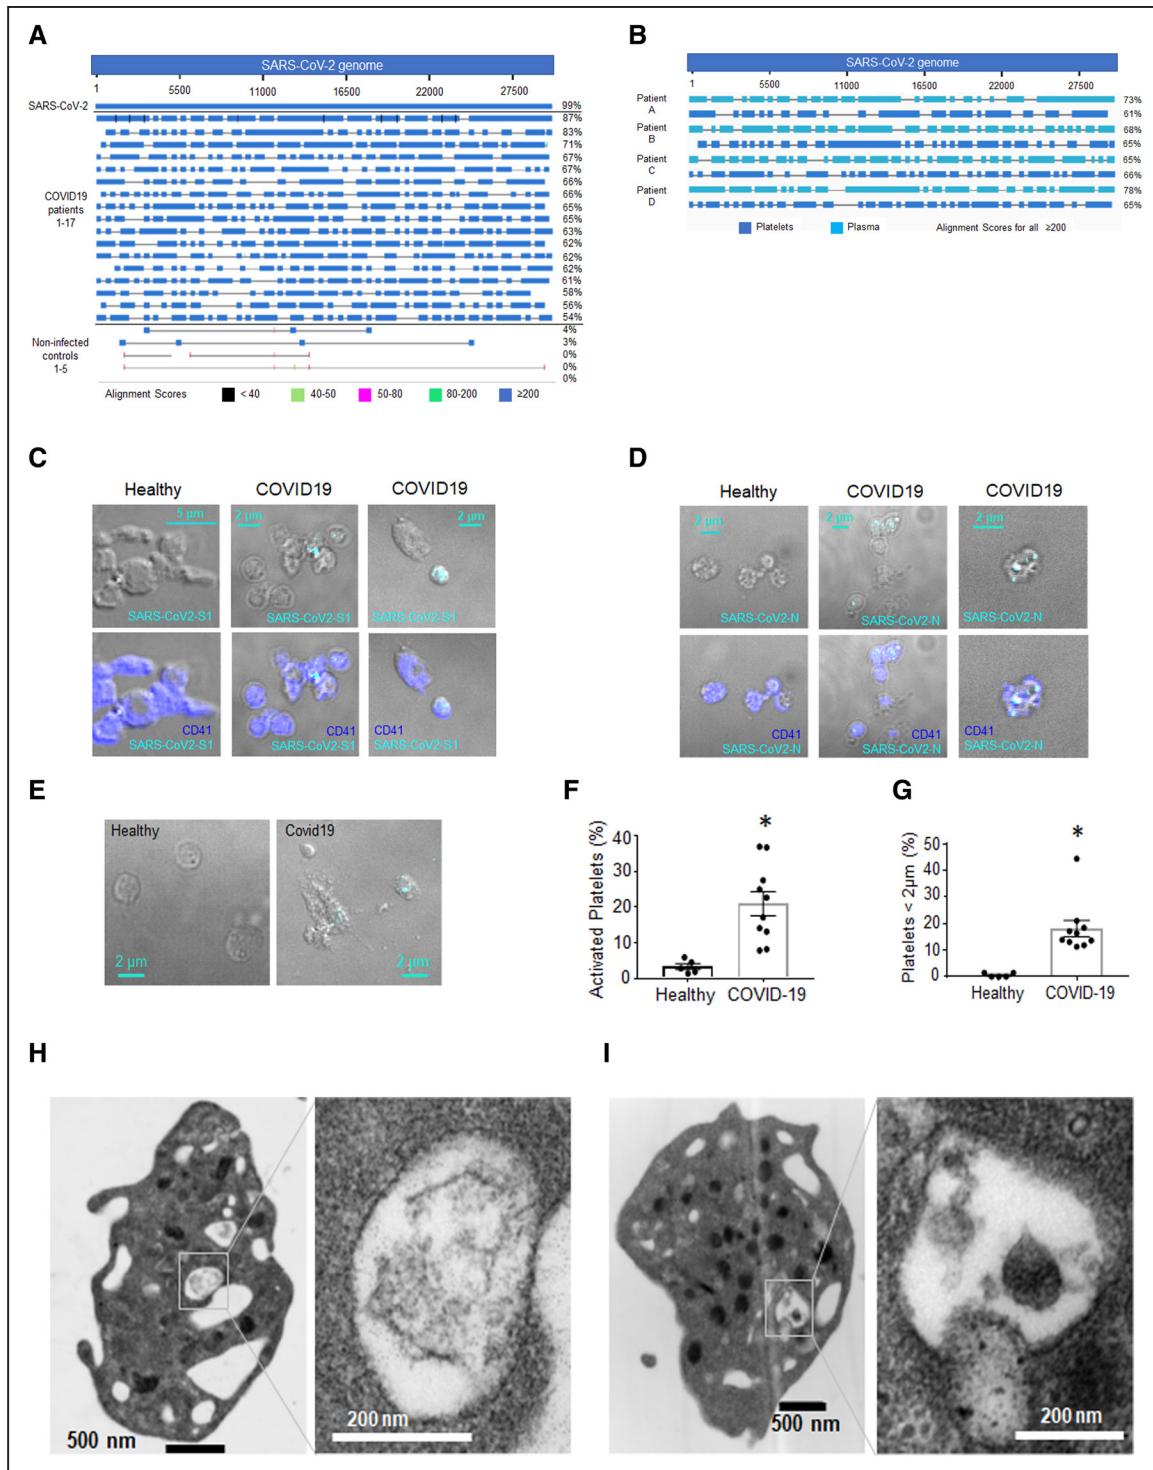 A
SARS-CoV-2 genome
1 5500 11000 16500 22000 27500
SARS-CoV-2 99%
87%
83%
71%
67%
67%
66%
66%
65%
65%
63%
62%
62%
62%
61%
58%
56%
54%
COVID19
patients
1-17
4%
3%
0%
0%
0%
Non-infected
controls
1-5
Alignment Scores < 40 40-50 50-80 80-200 ≥200
B
SARS-CoV-2 genome
1 5500 11000 16500 22000 27500
Patient
A
73%
61%
Patient
B
68%
65%
Patient
C
65%
66%
Patient
D
78%
65%
Platelets Plasma Alignment Scores for all ≥200
C
Healthy COVID19 COVID19
5 µm 2 µm 2 µm
SARS-CoV2-S1 SARS-CoV2-S1 SARS-CoV2-S1
CD41 CD41 CD41
SARS-CoV2-S1 SARS-CoV2-S1 SARS-CoV2-S1
D
Healthy COVID19 COVID19
2 µm 2 µm 2 µm
SARS-CoV2-N SARS-CoV2-N SARS-CoV2-N
CD41 CD41 CD41
SARS-CoV2-N SARS-CoV2-N SARS-CoV2-N
E
Healthy Covid19
2 µm 2 µm
F
Activated Platelets (%)
40
30
20
10
0
Healthy COVID-19
*
G
Platelets < 2µm (%)
50
40
30
20
10
0
Healthy COVID-19
*
H
500 nm 200 nm
I
500 nm 200 nm